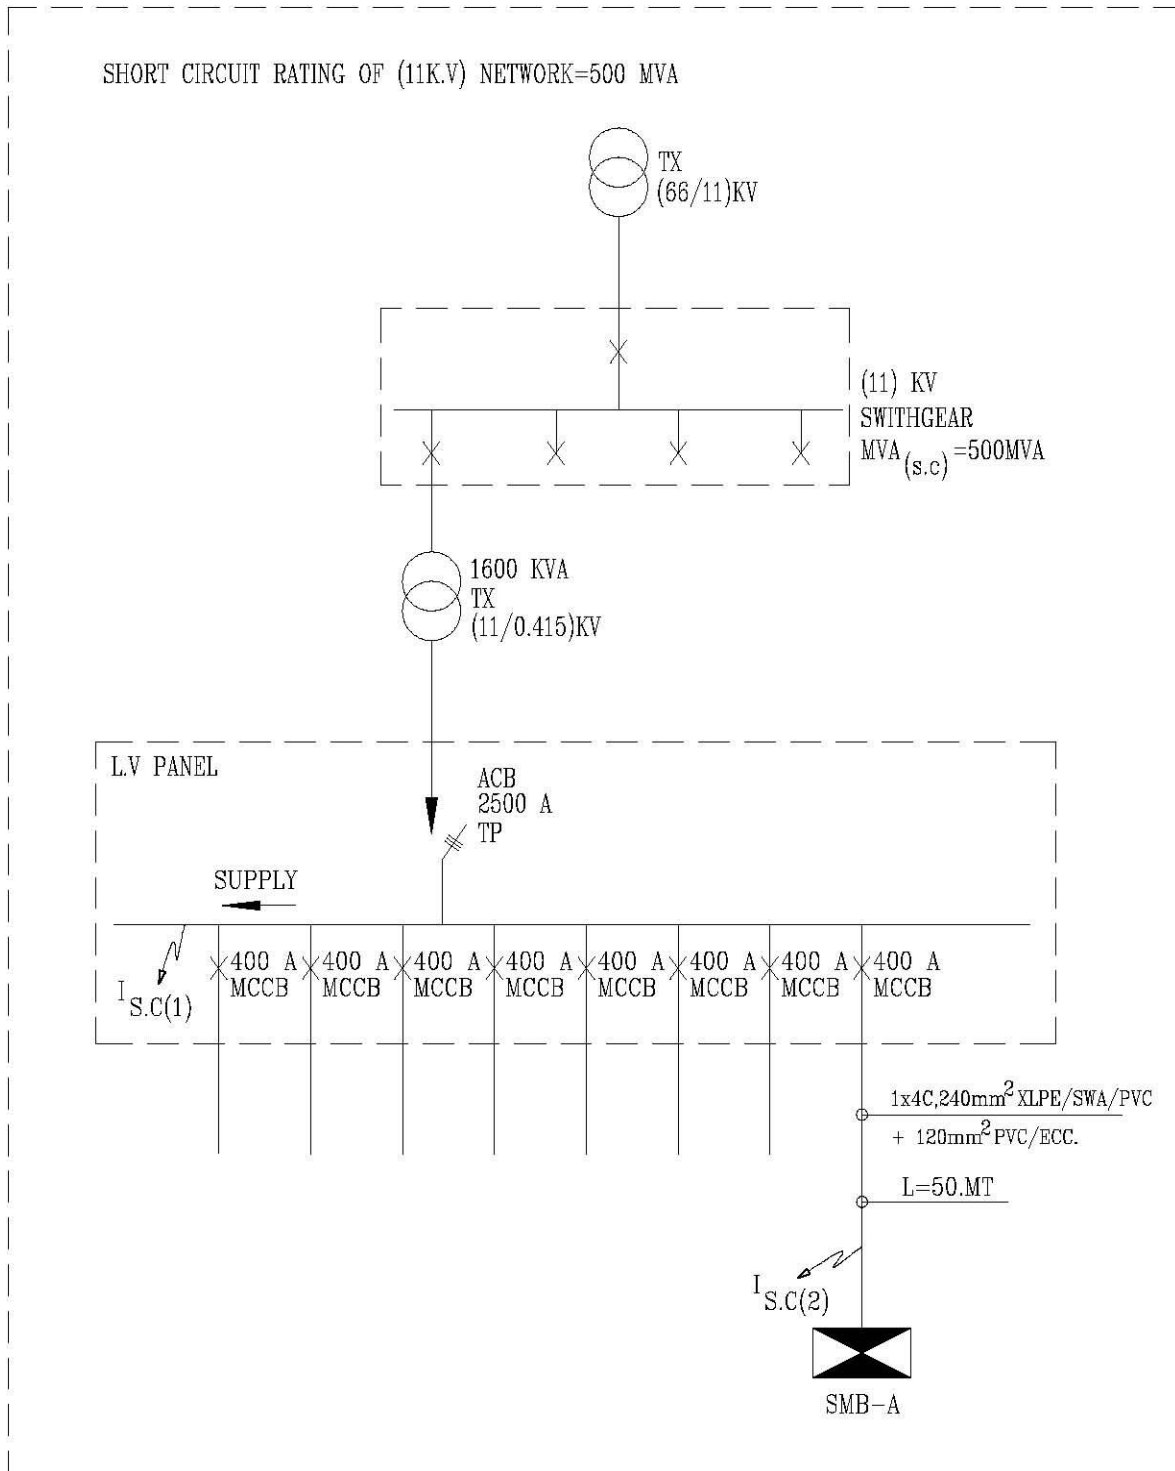 SHORT CIRCUIT RATING OF (11K.V) NETWORK=500 MVA
TX
(66/11)KV
(11) KV
SWITHGEAR
MVA(s.c)=500MVA
1600 KVA
TX
(11/0.415)KV
L.V PANEL
ACB
2500 A
TP
SUPPLY
400 A
MCCB
400 A
MCCB
400 A
MCCB
400 A
MCCB
400 A
MCCB
400 A
MCCB
400 A
MCCB
400 A
MCCB
I S.C(1)
1x4C,240mm² XLPE/SWA/PVC
+ 120mm² PVC/ECC.
L=50.MT
I S.C(2)
SMB-A